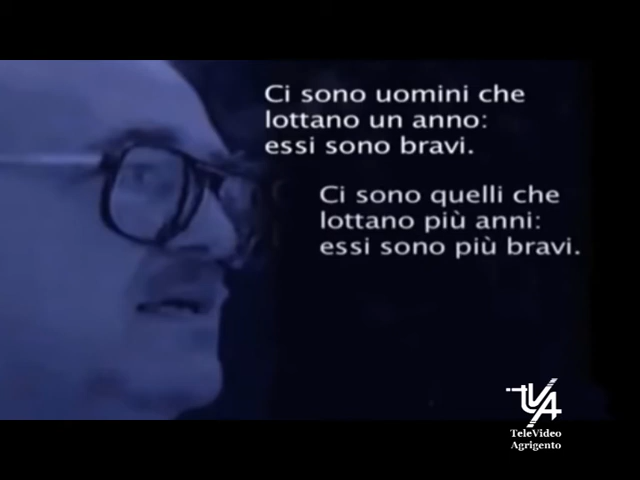 Ci sono uomini che
lottano un anno:
essi sono bravi.
Ci sono quelli che
lottano più anni:
essi sono più bravi.
tvA
TeleVideo
Agrigento